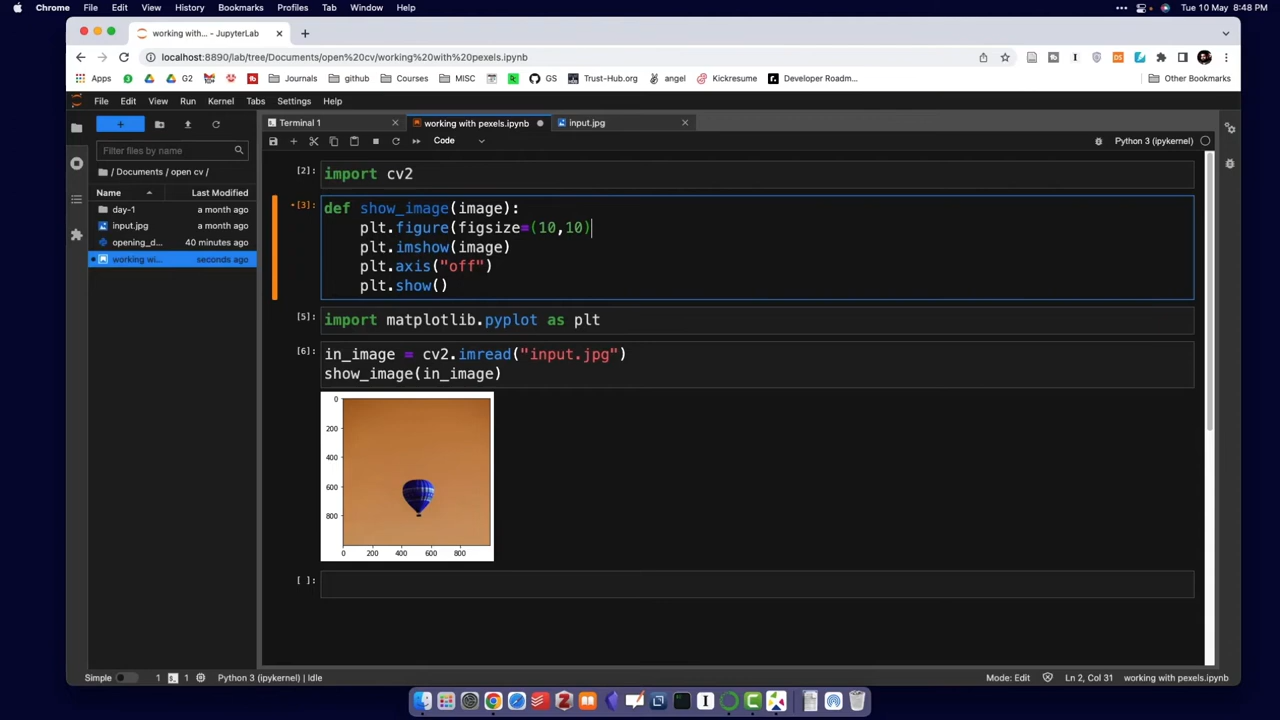 Chrome File Edit View History Bookmarks Profiles Tab Window Help Tue 10 May 8:48 PM
working with... - JupyterLab
localhost:8890/lab/tree/Documents/open%20cv/working%20with%20pexels.ipynb
Apps G2 Journals github Courses MISC GS Trust-Hub.org angel Kickresume DS Developer Roadm... Other Bookmarks
File Edit View Run Kernel Tabs Settings Help
Terminal 1 working with pexels.ipynb input.jpg
Code Python 3 (ipykernel)
Filter files by name
/ Documents / open cv /
Name Last Modified
day-1 a month ago
input.jpg a month ago
opening_d... 40 minutes ago
working wi... seconds ago
[2]: import cv2
[3]: def show_image(image):
plt.figure(figsize=(10,10)
plt.imshow(image)
plt.axis("off")
plt.show()
[5]: import matplotlib.pyplot as plt
[6]: in_image = cv2.imread("input.jpg")
show_image(in_image)
0
200
400
600
800
0 200 400 600 800
[ ]:
Simple 1 1 Python 3 (ipykernel) | Idle Mode: Edit Ln 2, Col 31 working with pexels.ipynb